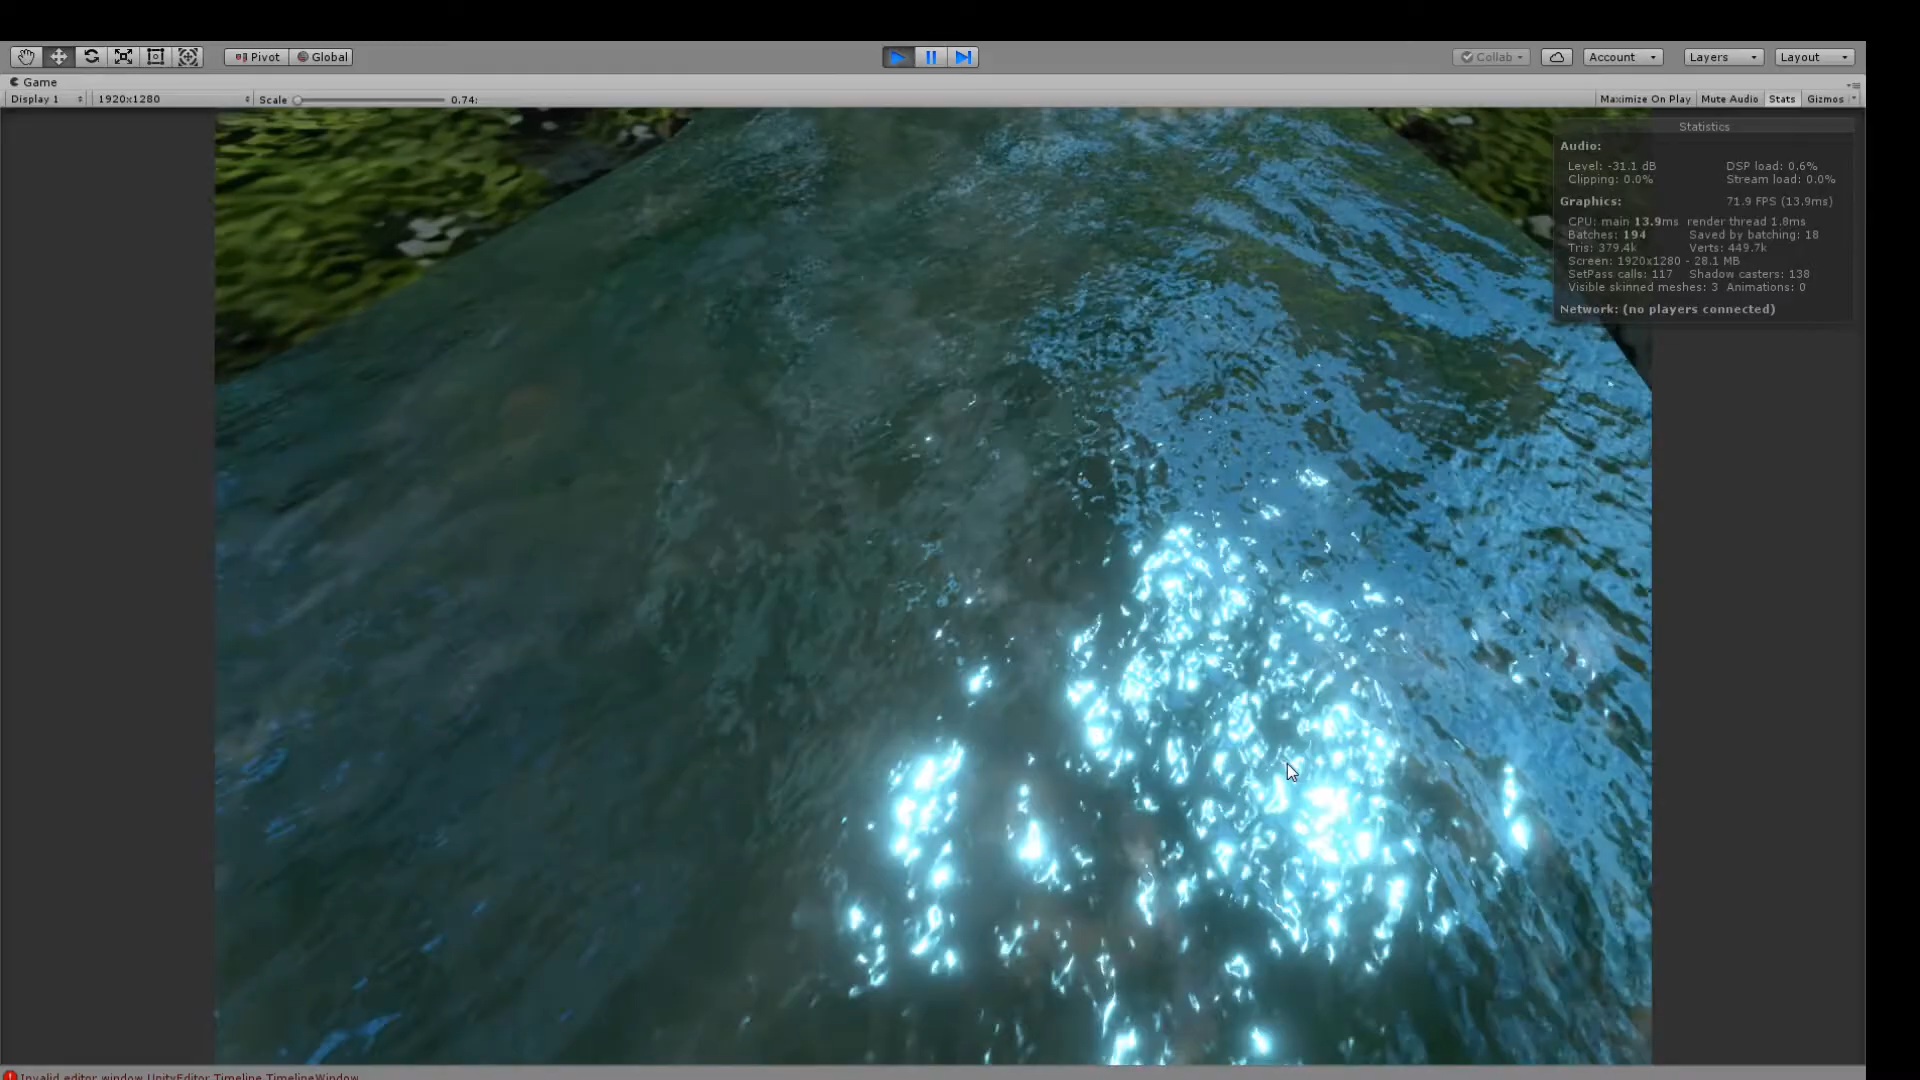 Pivot Global Collab Account Layers Layout
Game
Display 1 1920x1280 Scale 0.74: Maximize On Play Mute Audio Stats Gizmos
Statistics
Audio:
Level: -31.1 dB DSP load: 0.6%
Clipping: 0.0% Stream load: 0.0%
Graphics: 71.9 FPS (13.9ms)
CPU: main 13.9ms render thread 1.8ms
Batches: 194 Saved by batching: 18
Tris: 379.4k Verts: 449.7k
Screen: 1920x1280 - 28.1 MB
SetPass calls: 117 Shadow casters: 138
Visible skinned meshes: 3 Animations: 0
Network: (no players connected)
Invalid editor window UnityEditor.Timeline.TimelineWindow